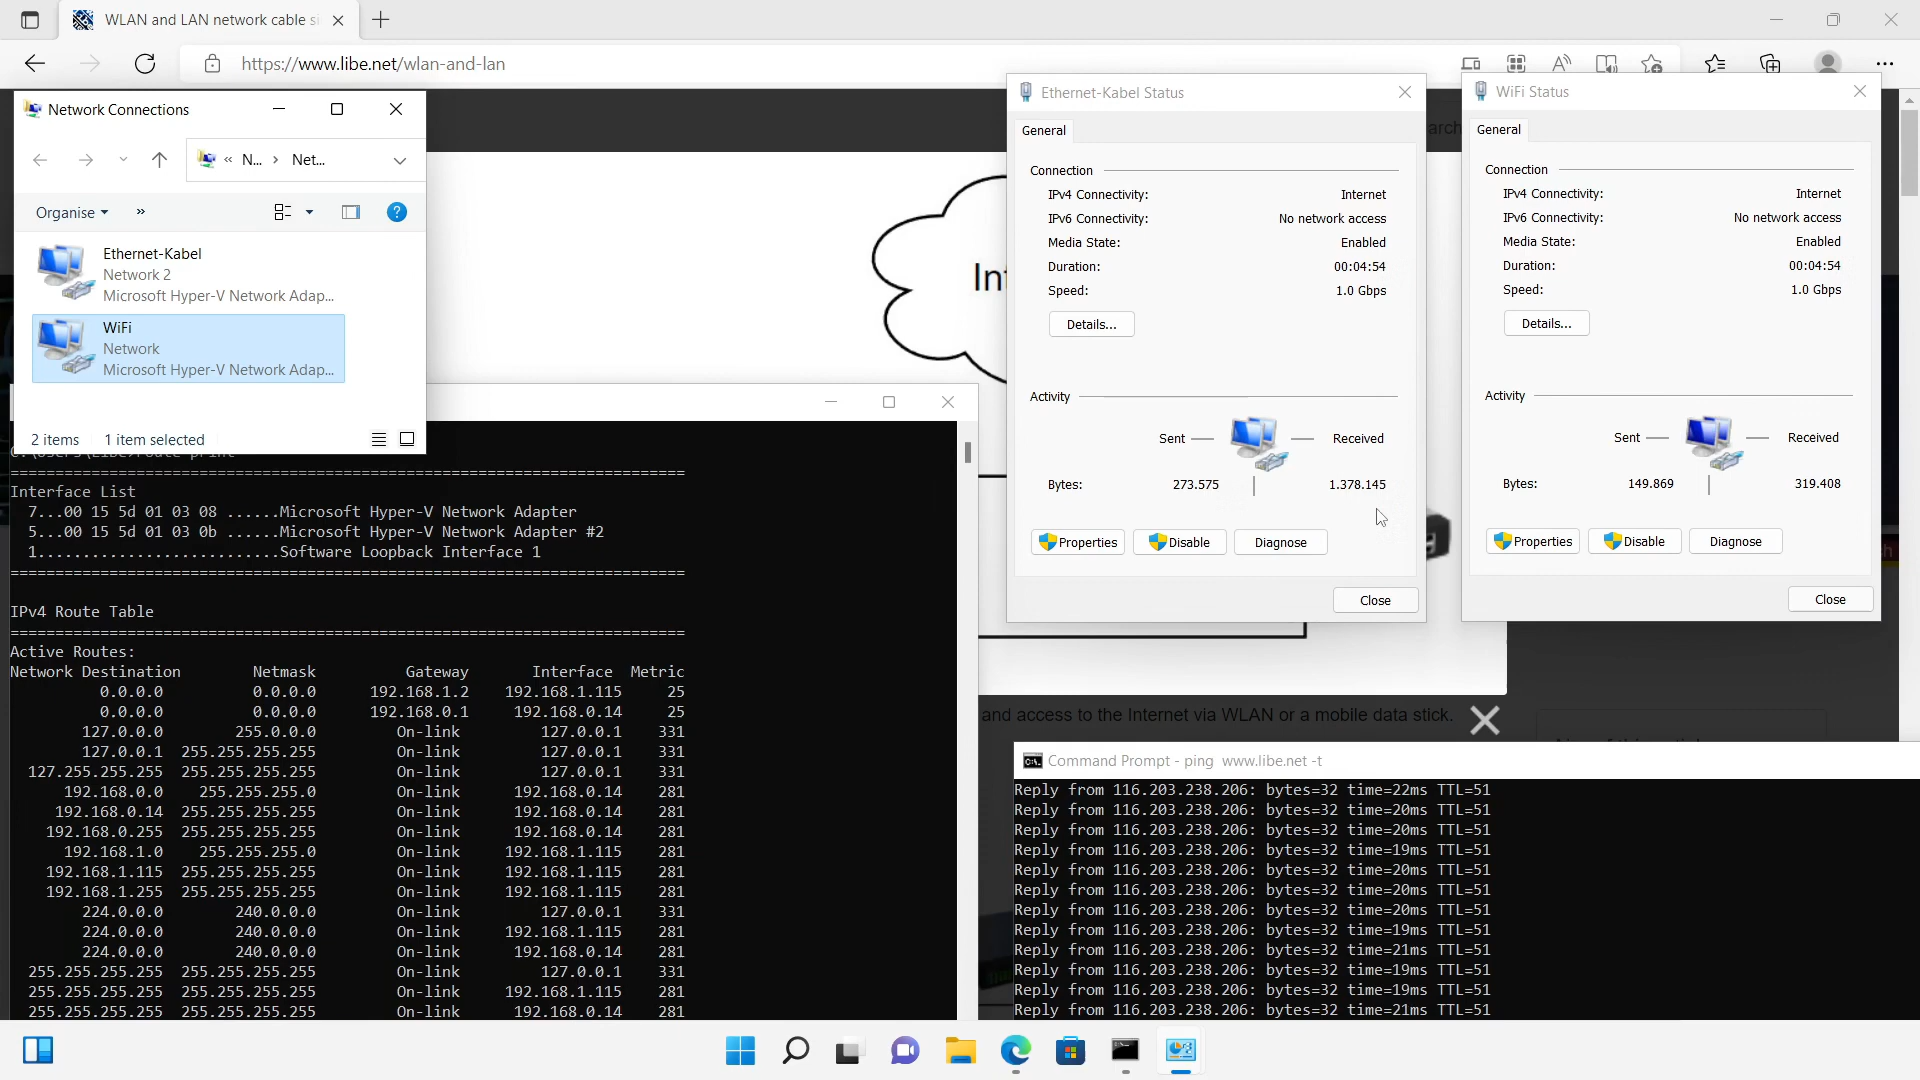 WLAN and LAN network cable s
https://www.libe.net/wlan-and-lan
Network Connections
« N... › Net...
Organise
»
Ethernet-Kabel
Network 2
Microsoft Hyper-V Network Adap...
WiFi
Network
Microsoft Hyper-V Network Adap...
2 items 1 item selected
Ethernet-Kabel Status
General
Connection
IPv4 Connectivity: Internet
IPv6 Connectivity: No network access
Media State: Enabled
Duration: 00:04:54
Speed: 1.0 Gbps
Details...
Activity
Sent Received
Bytes: 273.575 1.378.145
Properties Disable Diagnose
Close
WiFi Status
General
Connection
IPv4 Connectivity: Internet
IPv6 Connectivity: No network access
Media State: Enabled
Duration: 00:04:54
Speed: 1.0 Gbps
Details...
Activity
Sent Received
Bytes: 149.869 319.408
Properties Disable Diagnose
Close
===========================================================================
Interface List
7...00 15 5d 01 03 08 ......Microsoft Hyper-V Network Adapter
5...00 15 5d 01 03 0b ......Microsoft Hyper-V Network Adapter #2
1...........................Software Loopback Interface 1
===========================================================================
IPv4 Route Table
===========================================================================
Active Routes:
Network Destination Netmask Gateway Interface Metric
0.0.0.0 0.0.0.0 192.168.1.2 192.168.1.115 25
0.0.0.0 0.0.0.0 192.168.0.1 192.168.0.14 25
127.0.0.0 255.0.0.0 On-link 127.0.0.1 331
127.0.0.1 255.255.255.255 On-link 127.0.0.1 331
127.255.255.255 255.255.255.255 On-link 127.0.0.1 331
192.168.0.0 255.255.255.0 On-link 192.168.0.14 281
192.168.0.14 255.255.255.255 On-link 192.168.0.14 281
192.168.0.255 255.255.255.255 On-link 192.168.0.14 281
192.168.1.0 255.255.255.0 On-link 192.168.1.115 281
192.168.1.115 255.255.255.255 On-link 192.168.1.115 281
192.168.1.255 255.255.255.255 On-link 192.168.1.115 281
224.0.0.0 240.0.0.0 On-link 127.0.0.1 331
224.0.0.0 240.0.0.0 On-link 192.168.1.115 281
224.0.0.0 240.0.0.0 On-link 192.168.0.14 281
255.255.255.255 255.255.255.255 On-link 127.0.0.1 331
255.255.255.255 255.255.255.255 On-link 192.168.1.115 281
255.255.255.255 255.255.255.255 On-link 192.168.0.14 281
and access to the Internet via WLAN or a mobile data stick.
Command Prompt - ping www.libe.net -t
Reply from 116.203.238.206: bytes=32 time=22ms TTL=51
Reply from 116.203.238.206: bytes=32 time=20ms TTL=51
Reply from 116.203.238.206: bytes=32 time=20ms TTL=51
Reply from 116.203.238.206: bytes=32 time=19ms TTL=51
Reply from 116.203.238.206: bytes=32 time=20ms TTL=51
Reply from 116.203.238.206: bytes=32 time=20ms TTL=51
Reply from 116.203.238.206: bytes=32 time=20ms TTL=51
Reply from 116.203.238.206: bytes=32 time=19ms TTL=51
Reply from 116.203.238.206: bytes=32 time=21ms TTL=51
Reply from 116.203.238.206: bytes=32 time=19ms TTL=51
Reply from 116.203.238.206: bytes=32 time=19ms TTL=51
Reply from 116.203.238.206: bytes=32 time=21ms TTL=51